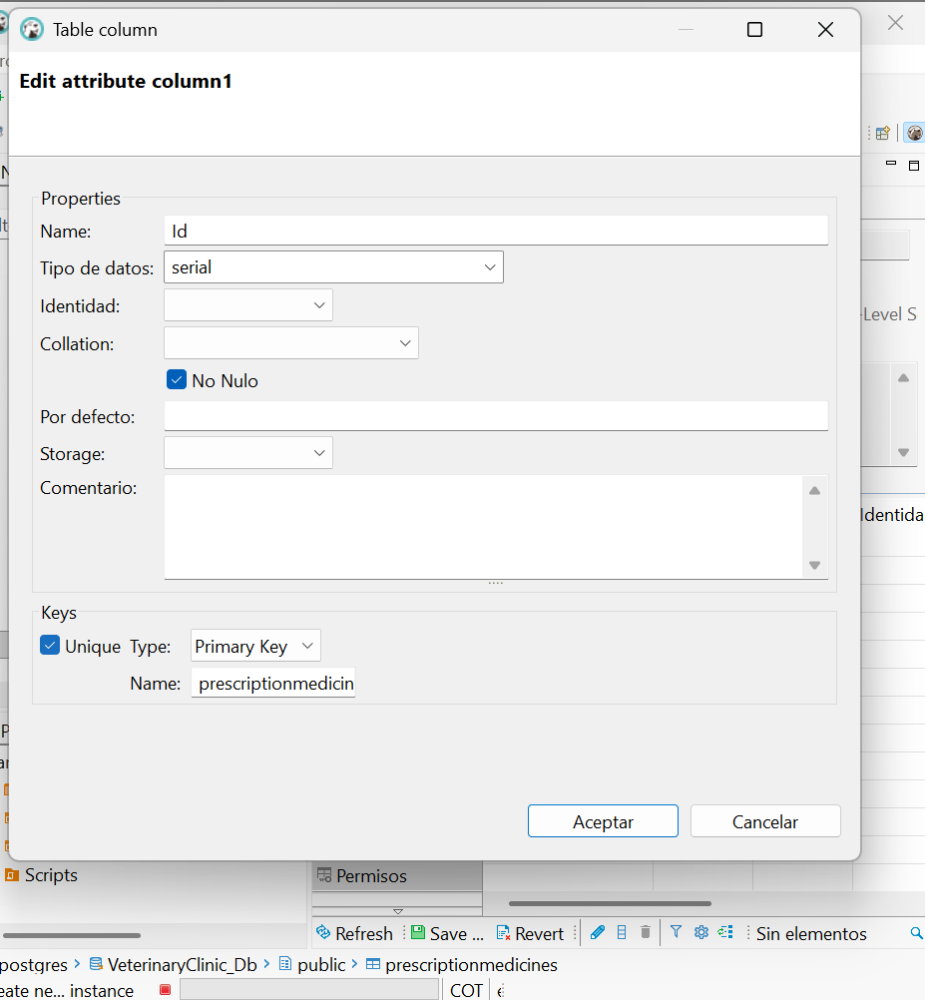 Table column
Edit attribute column1
Properties
Name: Id
Tipo de datos: serial
Identidad:
Collation:
No Nulo
Por defecto:
Storage:
Comentario:
Keys
Unique Type: Primary Key
Name: prescriptionmedicin
Aceptar Cancelar
-Level S
Identida
Scripts
Permisos
Refresh Save ... Revert Sin elementos
postgres VeterinaryClinic_Db public prescriptionmedicines
eate ne... instance COT